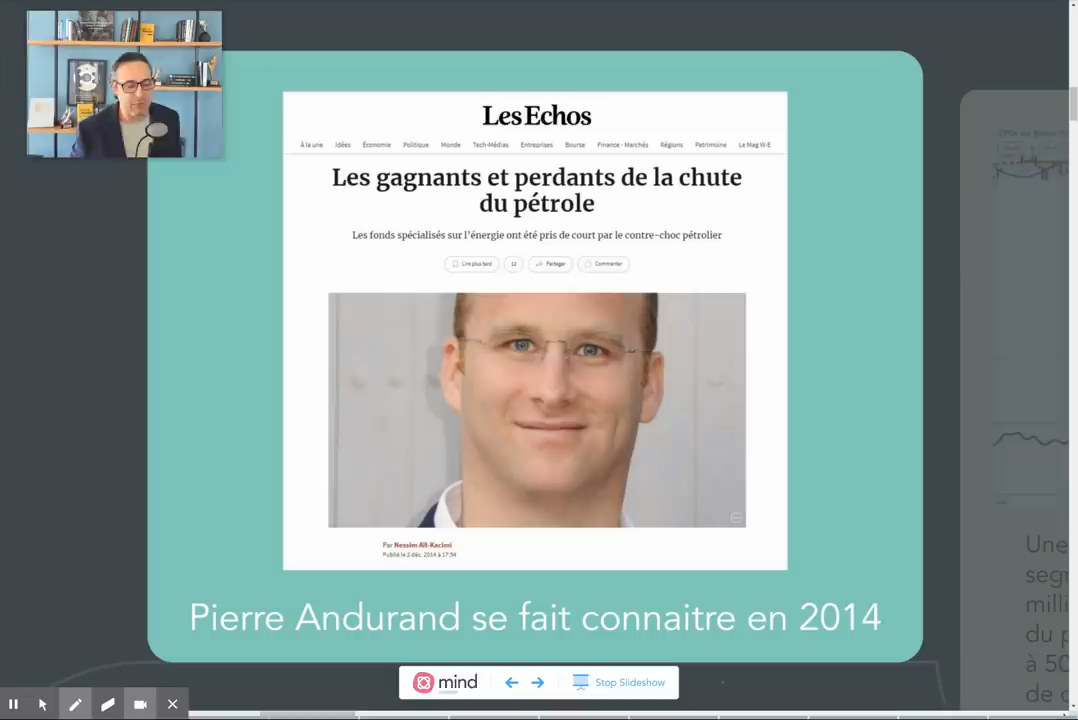 Les Echos
À la une Idées Economie Politique Monde Tech-Médias Entreprises Bourse Finance - Marchés Régions Patrimoine Le Mag W-E
Les gagnants et perdants de la chute
du pétrole
Les fonds spécialisés sur l'énergie ont été pris de court par le contre-choc pétrolier
Lire plus tard 12 Partager Commenter
Par Nessim Aït-Kacimi
Publié le 2 déc. 2014 à 17:54
Pierre Andurand se fait connaitre en 2014
Une
segr
milli
du p
à 50
de c
mind
Stop Slideshow